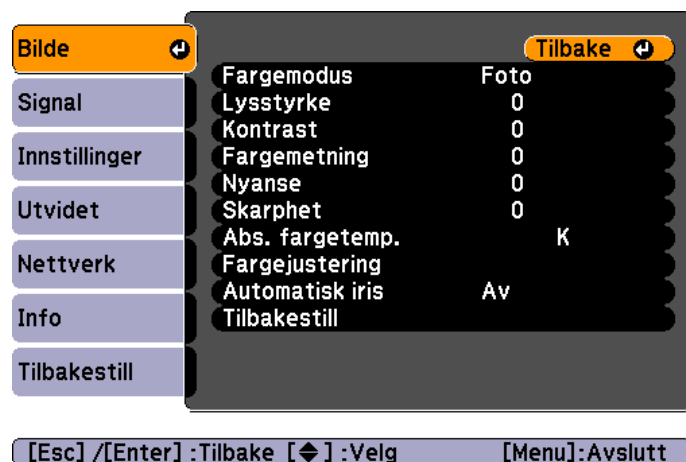 Bilde
Signal
Innstillinger
Utvidet
Nettverk
Info
Tilbakestill
Tilbake
Fargemodus Foto
Lysstyrke 0
Kontrast 0
Fargemetning 0
Nyanse 0
Skarphet 0
Abs. fargetemp. K
Fargejustering
Automatisk iris Av
Tilbakestill
[Esc] /[Enter] :Tilbake [◆] :Velg [Menu]:Avslutt